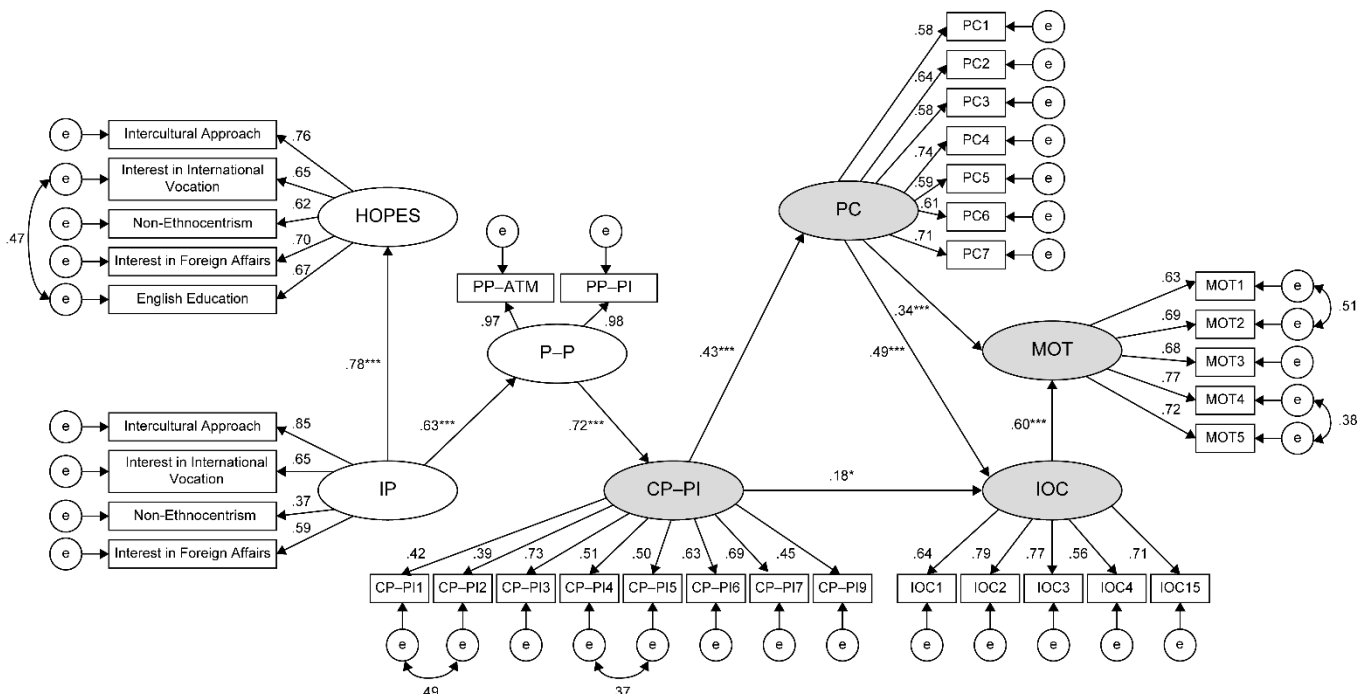 e
Intercultural Approach
.76
e
Interest in International
Vocation
.65
e
Non-Ethnocentrism
.62
e
Interest in Foreign Affairs
.70
e
English Education
.67
.47
HOPES
.78***
e
Intercultural Approach
.85
e
Interest in International
Vocation
.65
e
Non-Ethnocentrism
.37
e
Interest in Foreign Affairs
.59
IP
.63***
e
e
PP–ATM
PP–PI
.97
.98
P–P
.72***
CP–PI
.42
.39
.73
.51
.50
.63
.69
.45
CP–PI1
CP–PI2
CP–PI3
CP–PI4
CP–PI5
CP–PI6
CP–PI7
CP–PI9
e
e
e
e
e
e
e
e
.49
.37
.43***
.18*
PC
.58
PC1
e
.64
PC2
e
.58
PC3
e
.74
PC4
e
.59
PC5
e
.61
PC6
e
.71
PC7
e
.34***
.49***
MOT
.63
MOT1
e
.69
MOT2
e
.68
MOT3
e
.77
MOT4
e
.72
MOT5
e
.51
.38
.60***
IOC
.64
.79
.77
.56
.71
IOC1
IOC2
IOC3
IOC4
IOC15
e
e
e
e
e